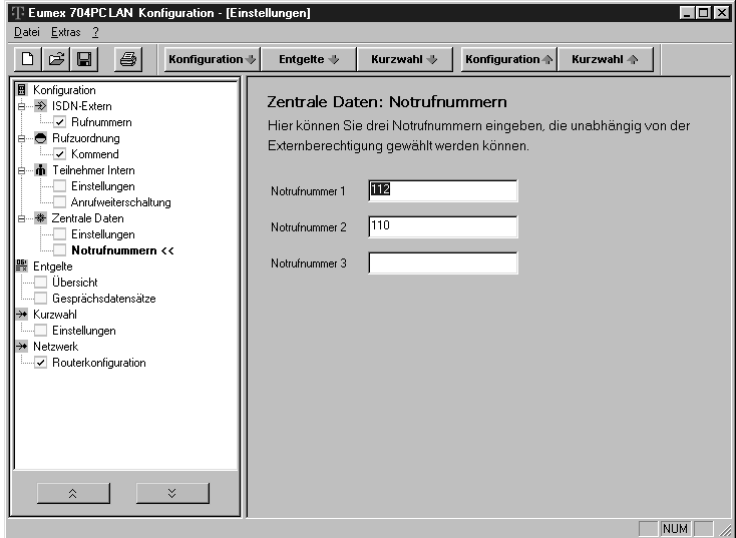 Eumex 704PC LAN Konfiguration - [Einstellungen]
Datei Extras ?
Konfiguration Entgelte Kurzwahl Konfiguration Kurzwahl
Konfiguration
ISDN-Extern
Rufnummern
Rufzuordnung
Kommend
Teilnehmer Intern
Einstellungen
Anrufweiterschaltung
Zentrale Daten
Einstellungen
Notrufnummern <<
Entgelte
Übersicht
Gesprächsdatensätze
Kurzwahl
Einstellungen
Netzwerk
Routerkonfiguration
Zentrale Daten: Notrufnummern
Hier können Sie drei Notrufnummern eingeben, die unabhängig von der
Externberechtigung gewählt werden können.
Notrufnummer 1 112
Notrufnummer 2 110
Notrufnummer 3
NUM